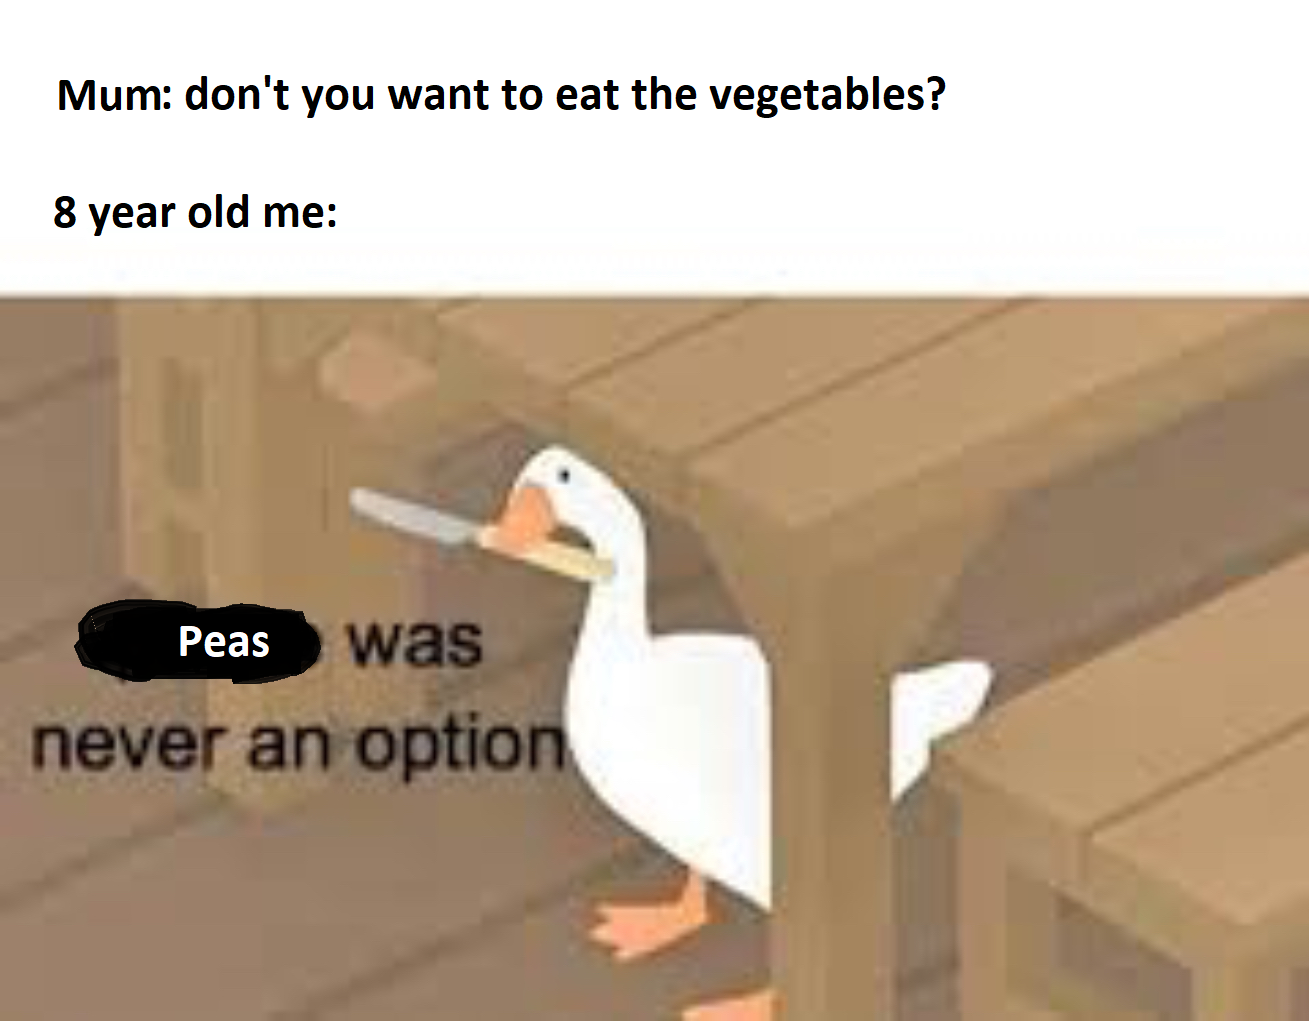 Mum: don't you want to eat the vegetables?
8 year old me:
Peas was
never an option